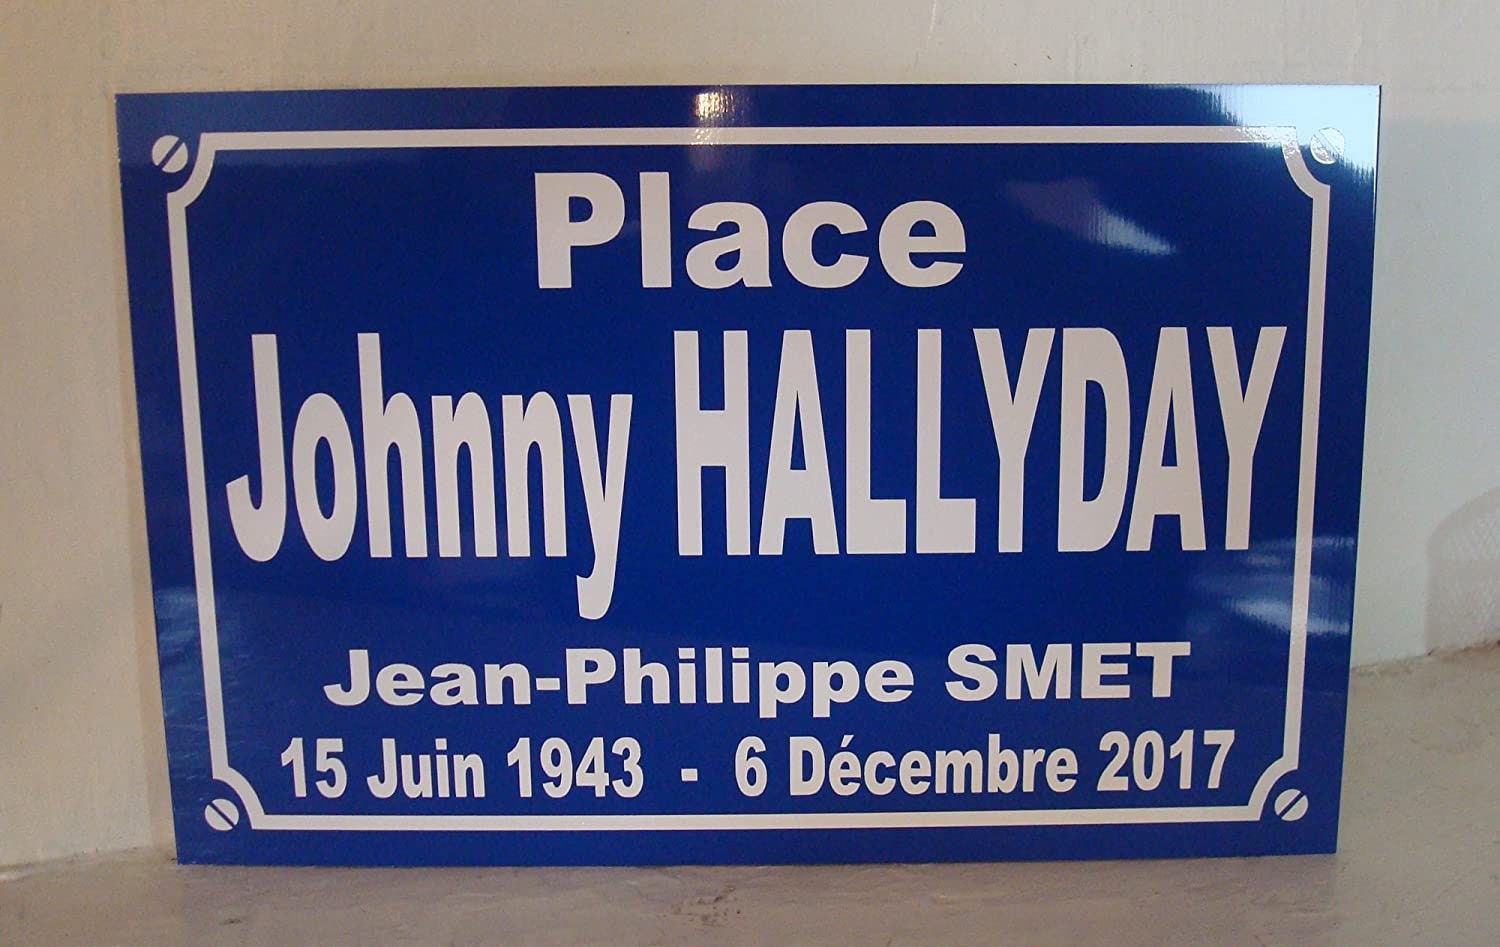 Place
Johnny HALLYDAY
Jean-Philippe SMET
15 Juin 1943 - 6 Décembre 2017